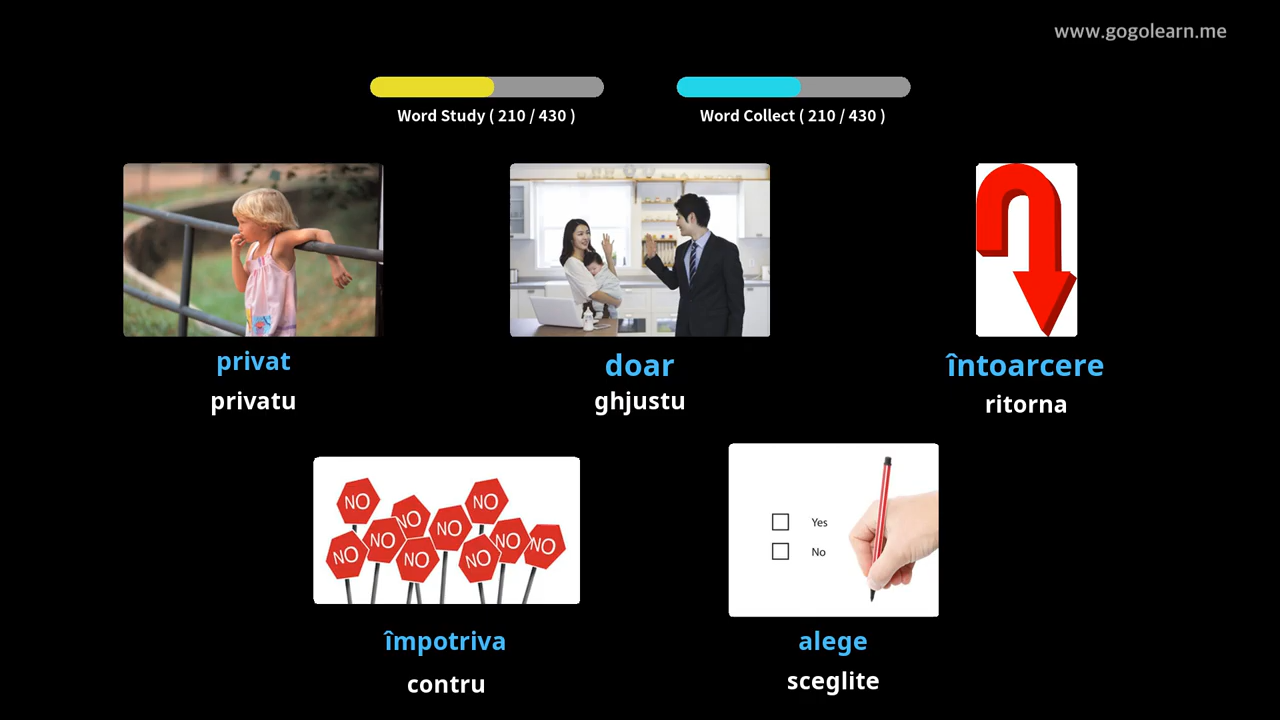 www.gogolearn.me
Word Study ( 210 / 430 )
Word Collect ( 210 / 430 )
privat
privatu
doar
ghjustu
întoarcere
ritorna
NO
NO
NO
NO
NO
NO
NO
NO
NO
NO
împotriva
contru
Yes
No
alege
sceglite